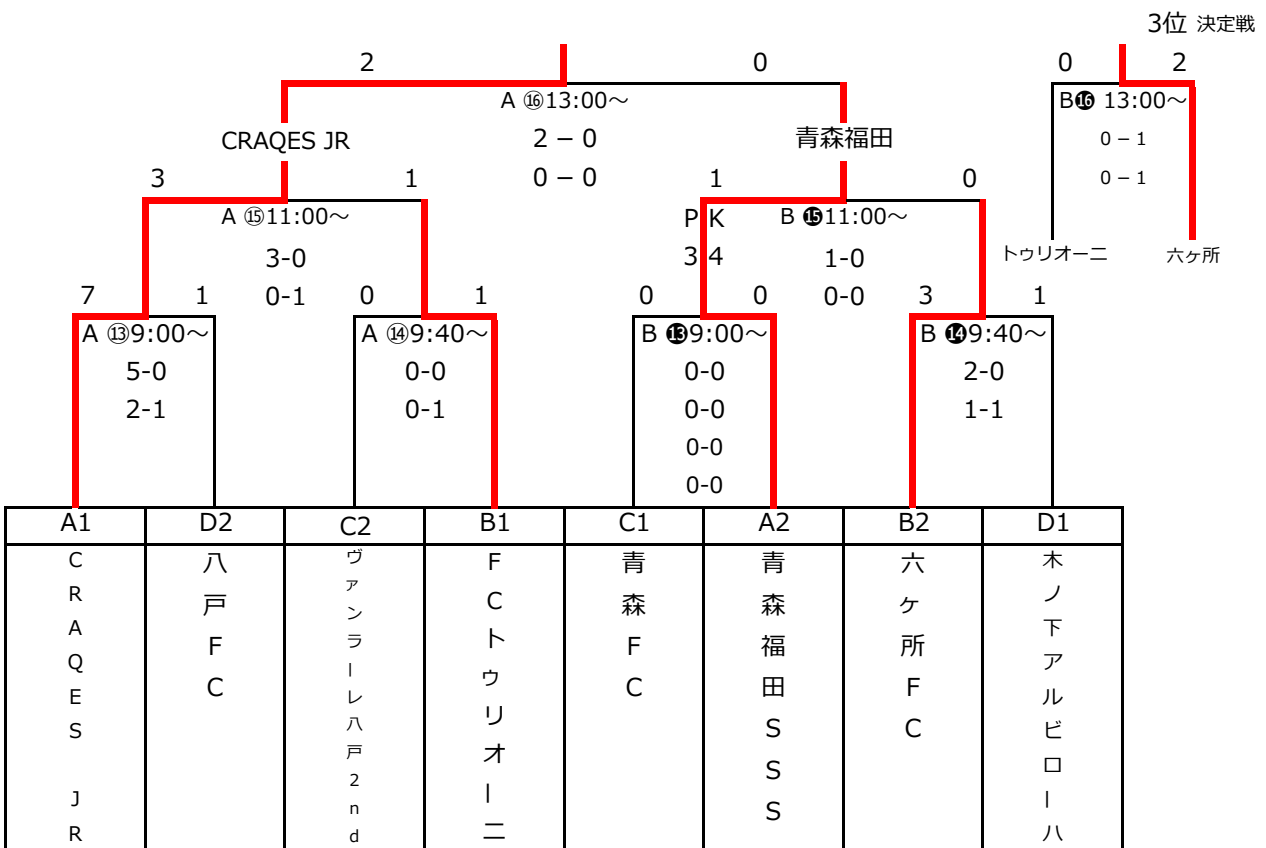 3位 決定戦
2 0 0 2
A ⑯13:00～ B⓰ 13:00～
CRAQES JR 2 – 0 青森福田 0 – 1
3 1 0 – 0 1 0 0 – 1
A ⑮11:00～ P K B ⓯11:00～
3-0 3 4 1-0 トゥリオーニ 六ヶ所
7 1 0-1 0 1 0 0 0-0 3 1
A ⑬9:00～ A ⑭9:40～ B ⓭9:00～ B ⓮9:40～
5-0 0-0 0-0 2-0
2-1 0-1 0-0 1-1
0-0
0-0
A1 D2 C2 B1 C1 A2 B2 D1
CRAQES JR
八戸FC
ヴァンラーレ八戸2nd
FCトゥリオーニ
青森FC
青森福田SSS
六ケ所FC
木ノ下アルビローハ